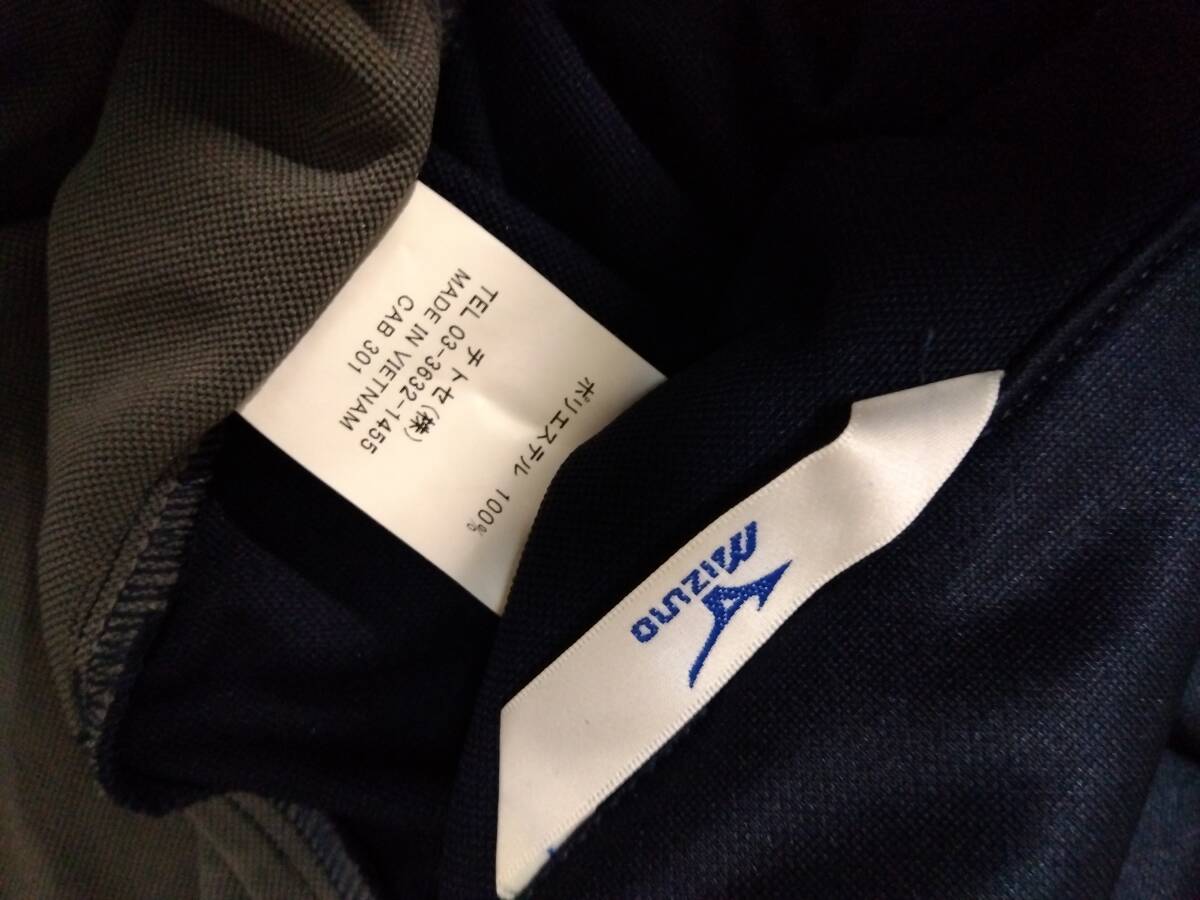 ポリエステル 100%
チトセ(株)
TEL 03-3632-1455
MADE IN VIETNAM
CAB 301
MIZUNO